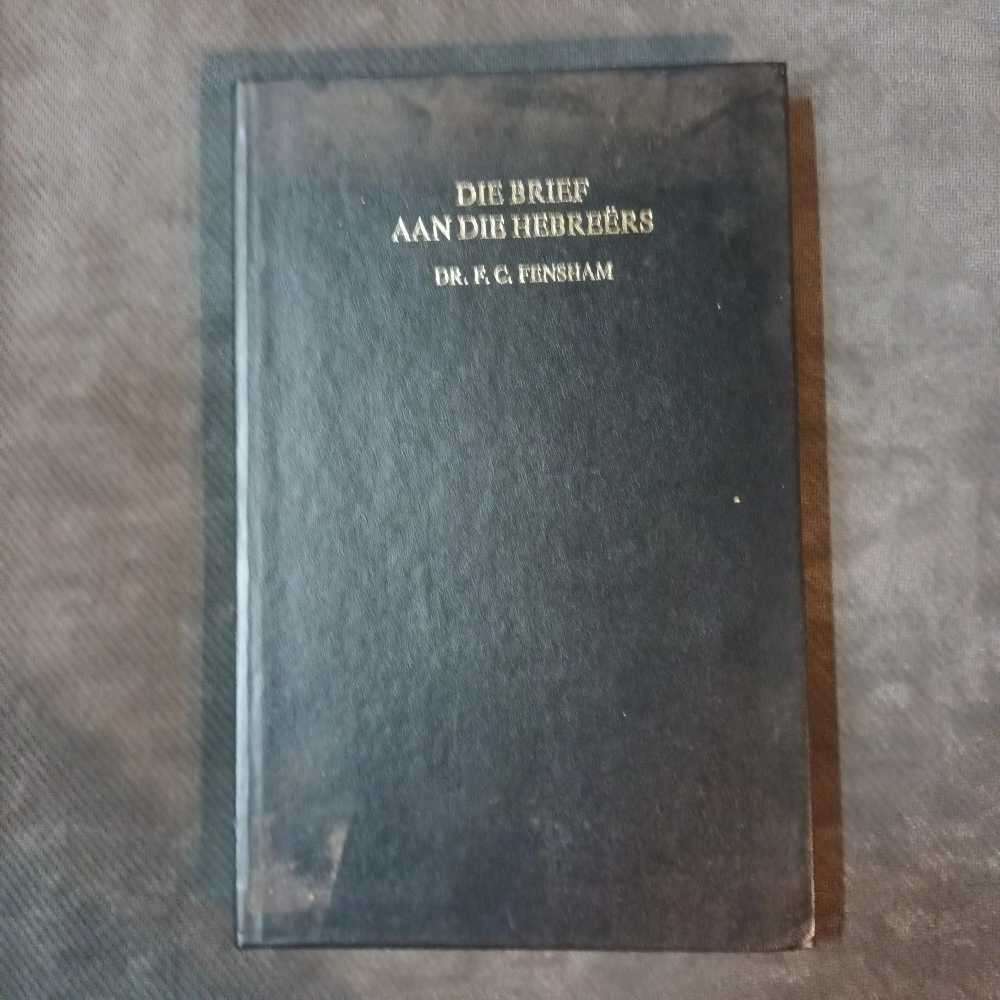 DIE BRIEF
AAN DIE HEBREËRS
DR. F. C. FENSHAM